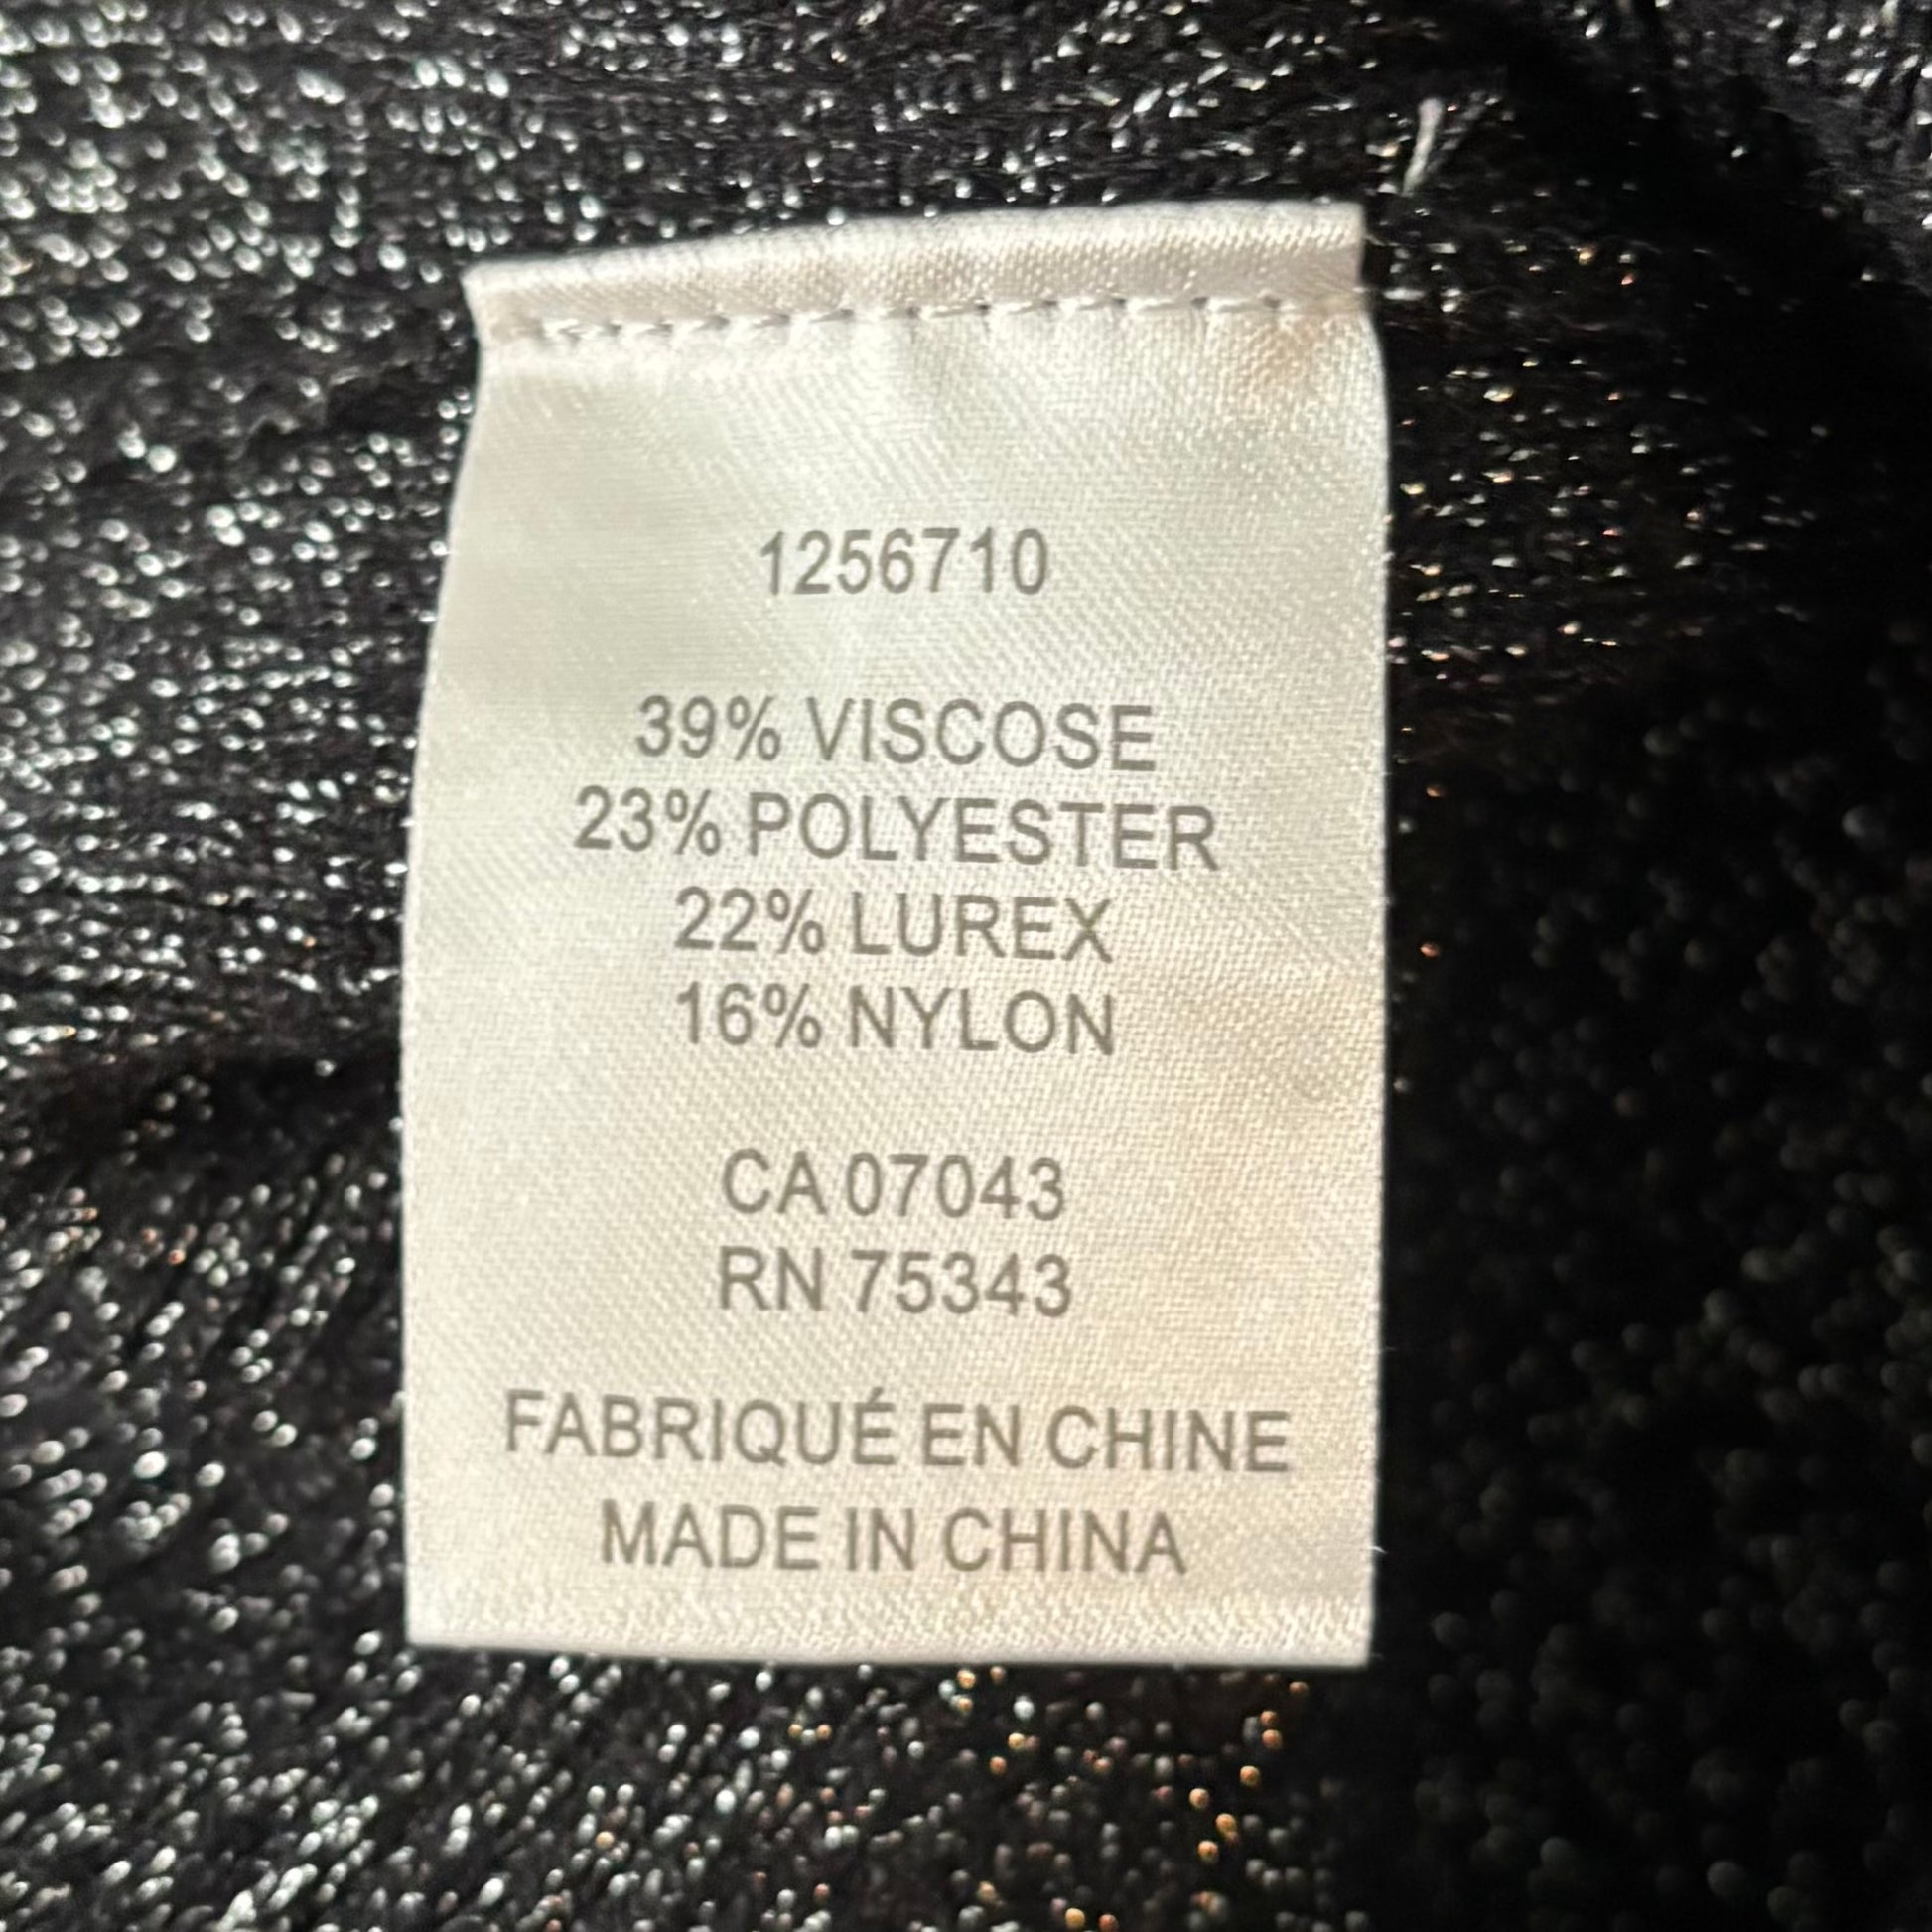 1256710
39% VISCOSE
23% POLYESTER
22% LUREX
16% NYLON
CA 07043
RN 75343
FABRIQUÉ EN CHINE
MADE IN CHINA